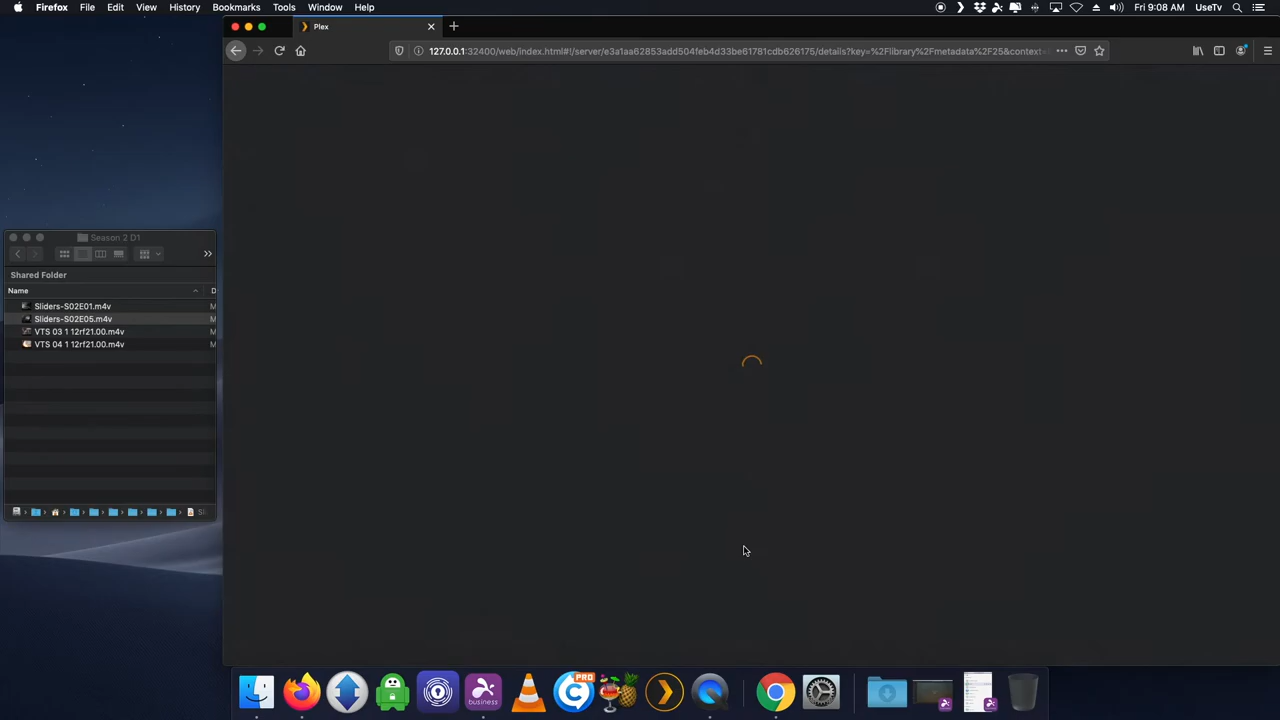 Firefox File Edit View History Bookmarks Tools Window Help Fri 9:08 AM UseTv
Plex
127.0.0.1:32400/web/index.html#!/server/e3a1aa62853add504feb4d33be61781cdb626175/details?key=%2Flibrary%2Fmetadata%2F25&context=
Season 2 D1
Shared Folder
Name D
Sliders-S02E01.m4v M
Sliders-S02E05.m4v M
VTS 03 1 12rf21.00.m4v M
VTS 04 1 12rf21.00.m4v M
PRO
business